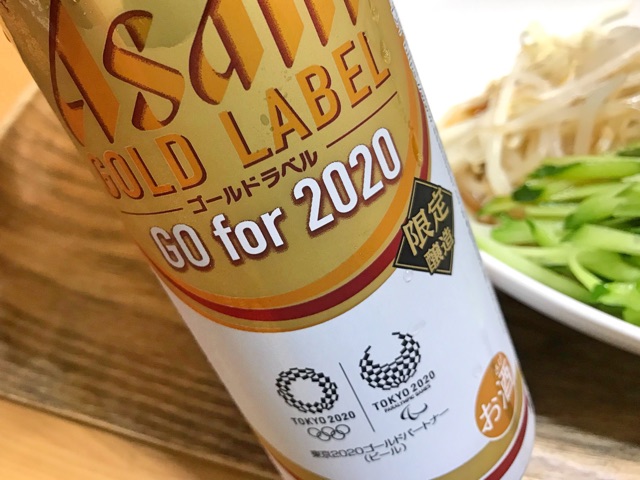 Asahi
GOLD LABEL
ゴールドラベル
GO for 2020
限定
醸造
TOKYO 2020
TOKYO 2020
PARALYMPIC GAMES
東京2020ゴールドパートナー
(ビール)
お酒